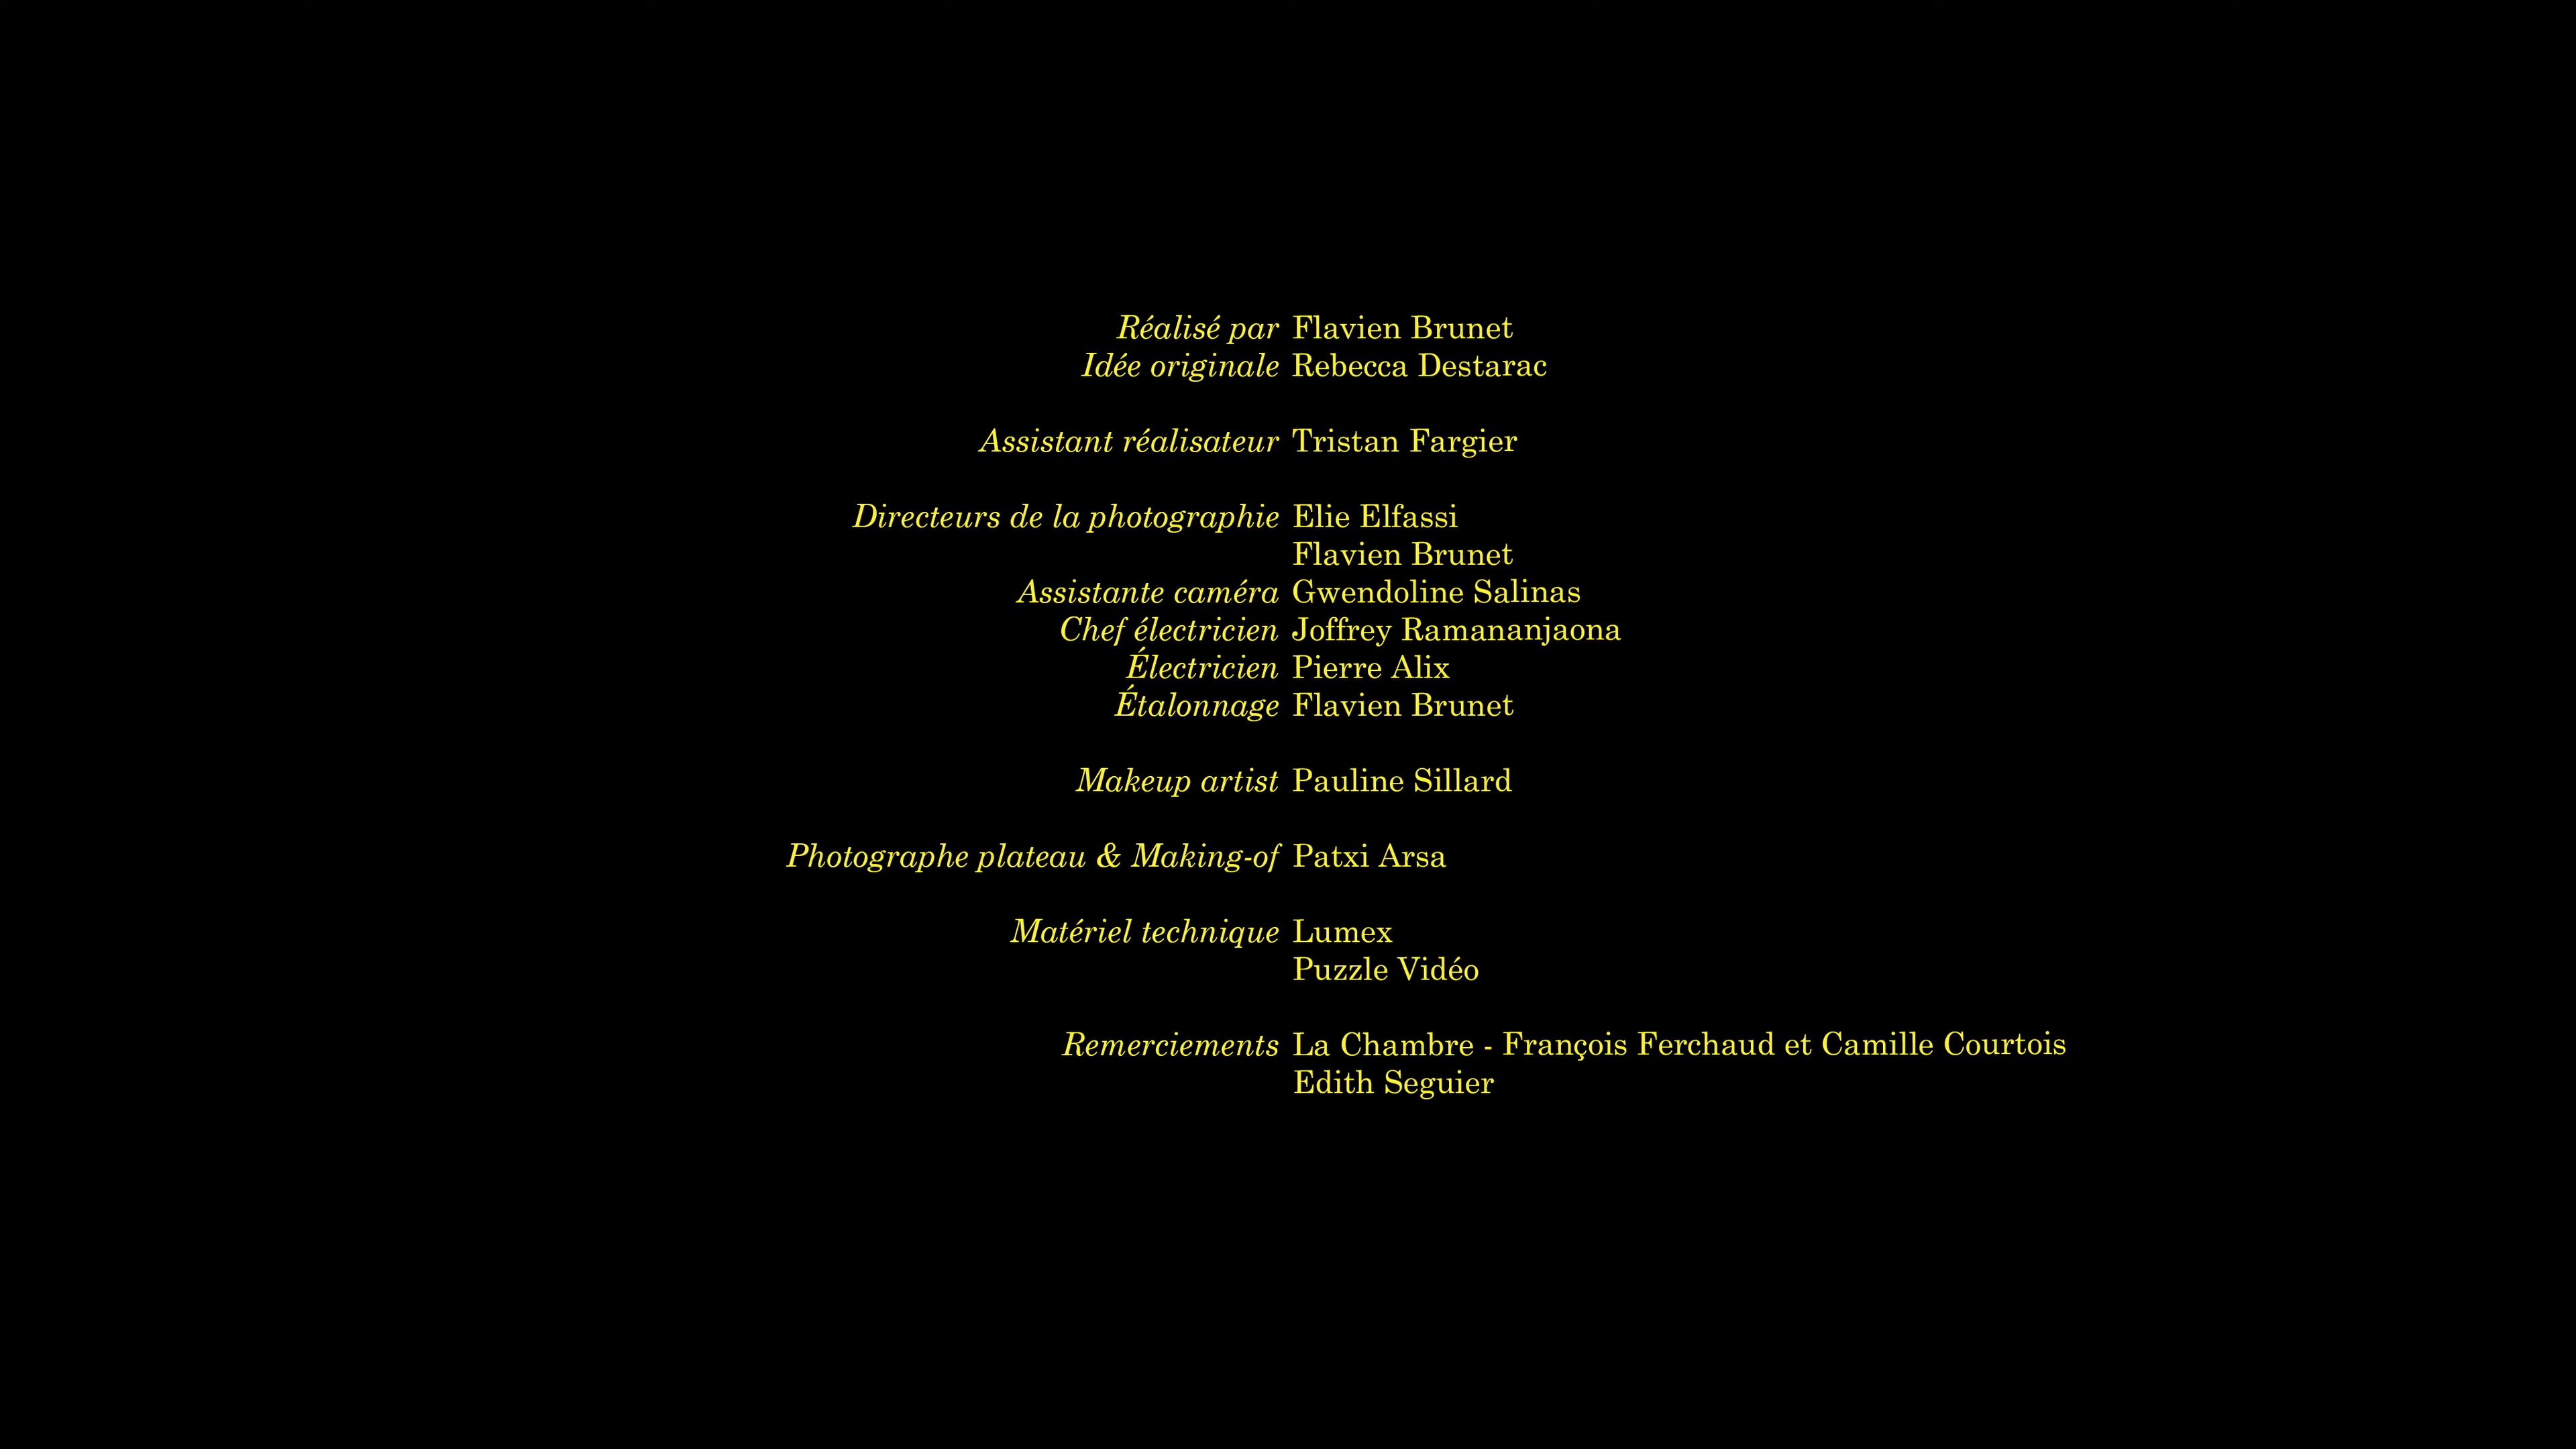 Réalisé par Flavien Brunet
Idée originale Rebecca Destarac
Assistant réalisateur Tristan Fargier
Directeurs de la photographie Elie Elfassi
Flavien Brunet
Assistante caméra Gwendoline Salinas
Chef électricien Joffrey Ramananjaona
Électricien Pierre Alix
Étalonnage Flavien Brunet
Makeup artist Pauline Sillard
Photographe plateau & Making-of Patxi Arsa
Matériel technique Lumex
Puzzle Vidéo
Remerciements La Chambre - François Ferchaud et Camille Courtois
Edith Seguier